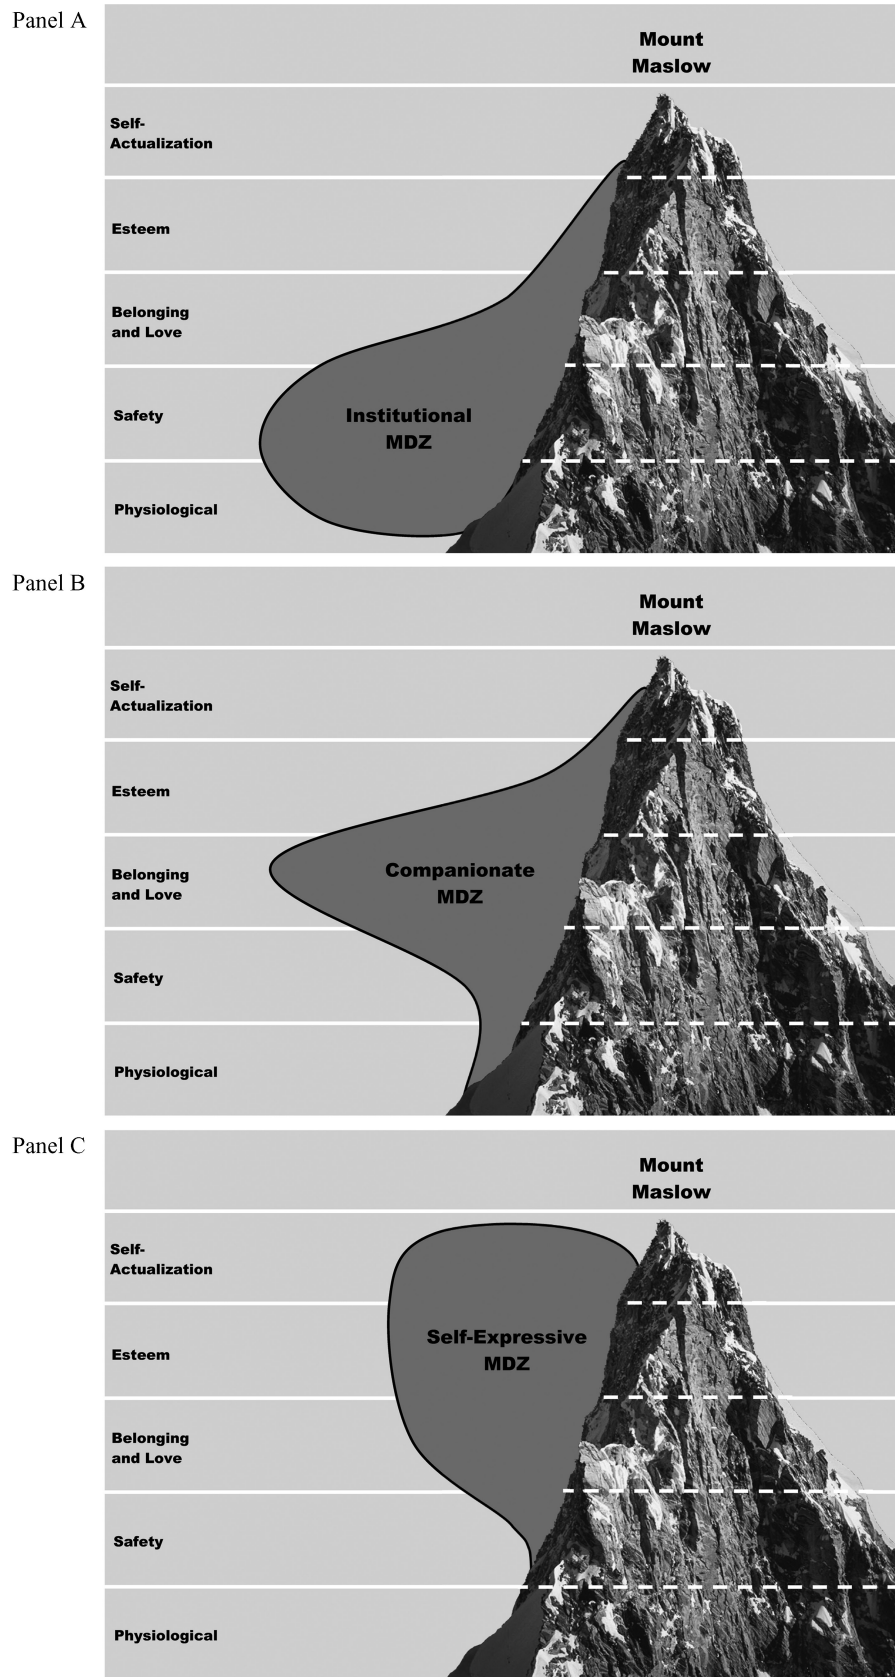 Panel A
Mount
Maslow
Self-
Actualization
Esteem
Belonging
and Love
Safety
Institutional
MDZ
Physiological
Panel B
Mount
Maslow
Self-
Actualization
Esteem
Belonging
and Love
Companionate
MDZ
Safety
Physiological
Panel C
Mount
Maslow
Self-
Actualization
Esteem
Self-Expressive
MDZ
Belonging
and Love
Safety
Physiological